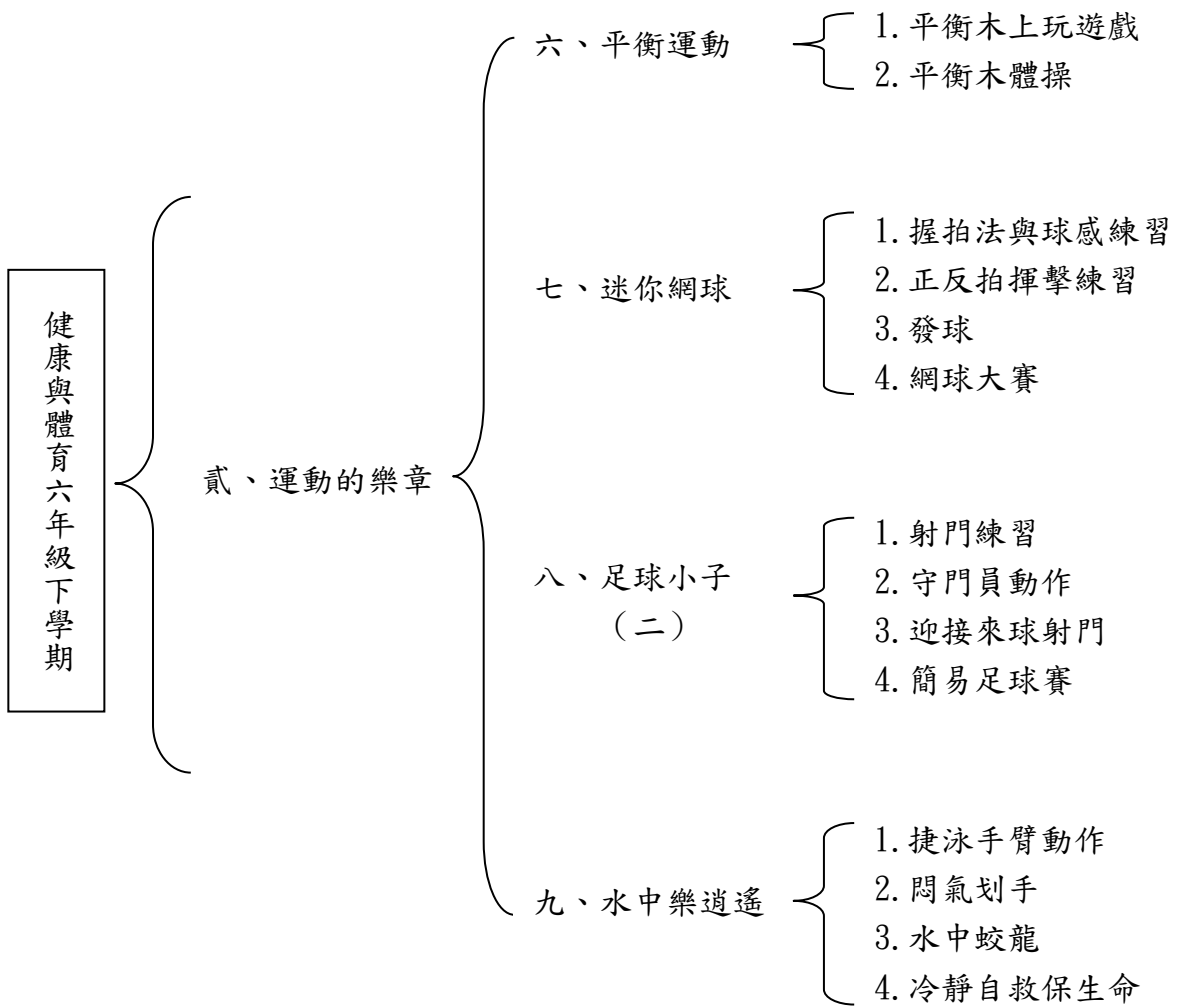 健康與體育六年級下學期
貳、運動的樂章
六、平衡運動
1.平衡木上玩遊戲
2.平衡木體操
七、迷你網球
1.握拍法與球感練習
2.正反拍揮擊練習
3.發球
4.網球大賽
八、足球小子
（二）
1.射門練習
2.守門員動作
3.迎接來球射門
4.簡易足球賽
九、水中樂逍遙
1.捷泳手臂動作
2.悶氣划手
3.水中蛟龍
4.冷靜自救保生命